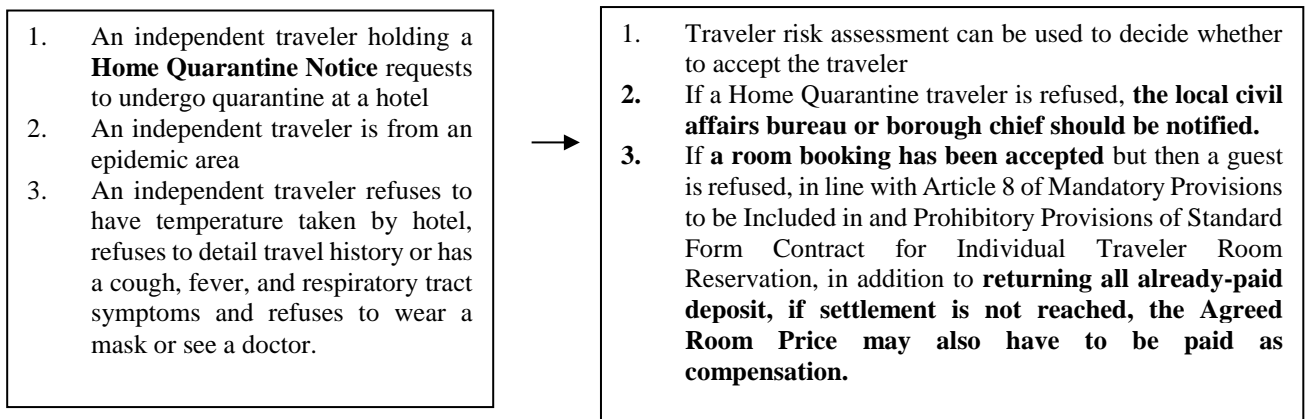 1. An independent traveler holding a
Home Quarantine Notice requests
to undergo quarantine at a hotel
2. An independent traveler is from an
epidemic area
3. An independent traveler refuses to
have temperature taken by hotel,
refuses to detail travel history or has
a cough, fever, and respiratory tract
symptoms and refuses to wear a
mask or see a doctor.
1. Traveler risk assessment can be used to decide whether
to accept the traveler
2. If a Home Quarantine traveler is refused, the local civil
affairs bureau or borough chief should be notified.
3. If a room booking has been accepted but then a guest
is refused, in line with Article 8 of Mandatory Provisions
to be Included in and Prohibitory Provisions of Standard
Form Contract for Individual Traveler Room
Reservation, in addition to returning all already-paid
deposit, if settlement is not reached, the Agreed
Room Price may also have to be paid as
compensation.